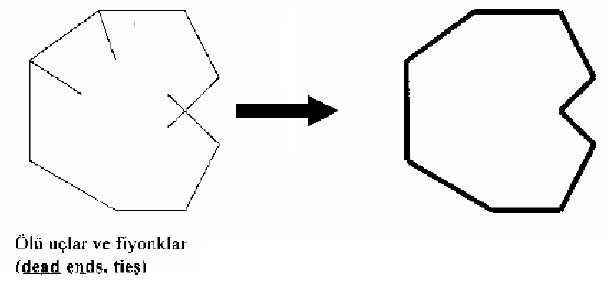 Ölü uçlar ve fiyonklar
(dead ends, ties)